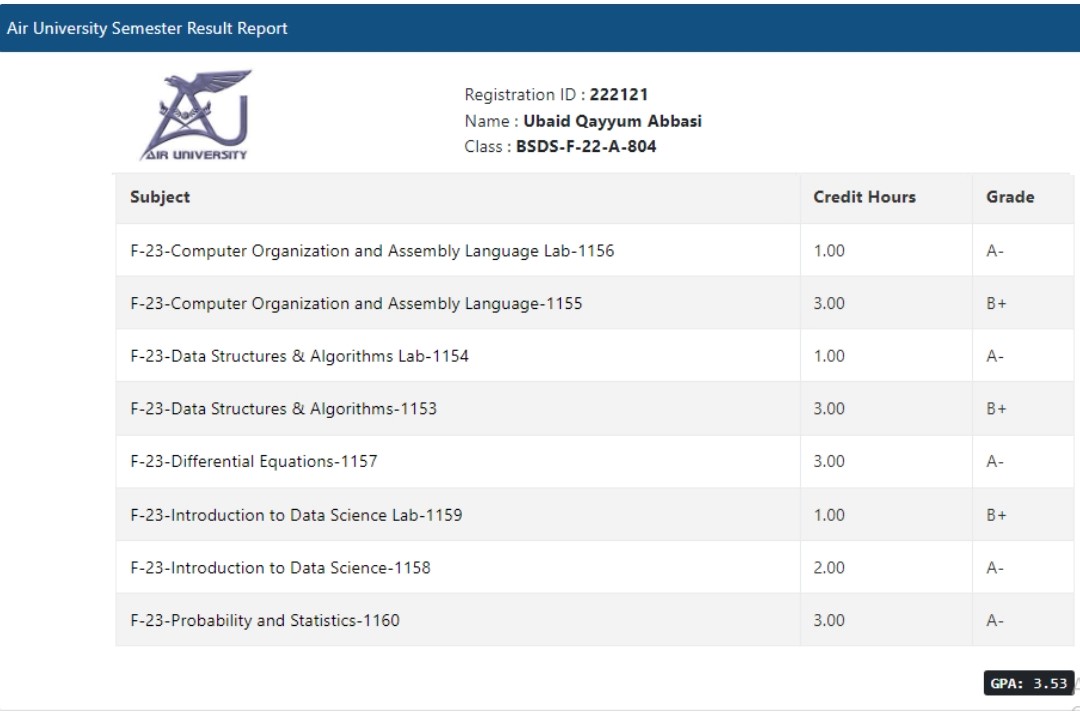 Air University Semester Result Report
AIR UNIVERSITY
Registration ID : 222121
Name : Ubaid Qayyum Abbasi
Class : BSDS-F-22-A-804
Subject Credit Hours Grade
F-23-Computer Organization and Assembly Language Lab-1156 1.00 A-
F-23-Computer Organization and Assembly Language-1155 3.00 B+
F-23-Data Structures & Algorithms Lab-1154 1.00 A-
F-23-Data Structures & Algorithms-1153 3.00 B+
F-23-Differential Equations-1157 3.00 A-
F-23-Introduction to Data Science Lab-1159 1.00 B+
F-23-Introduction to Data Science-1158 2.00 A-
F-23-Probability and Statistics-1160 3.00 A-
GPA: 3.53